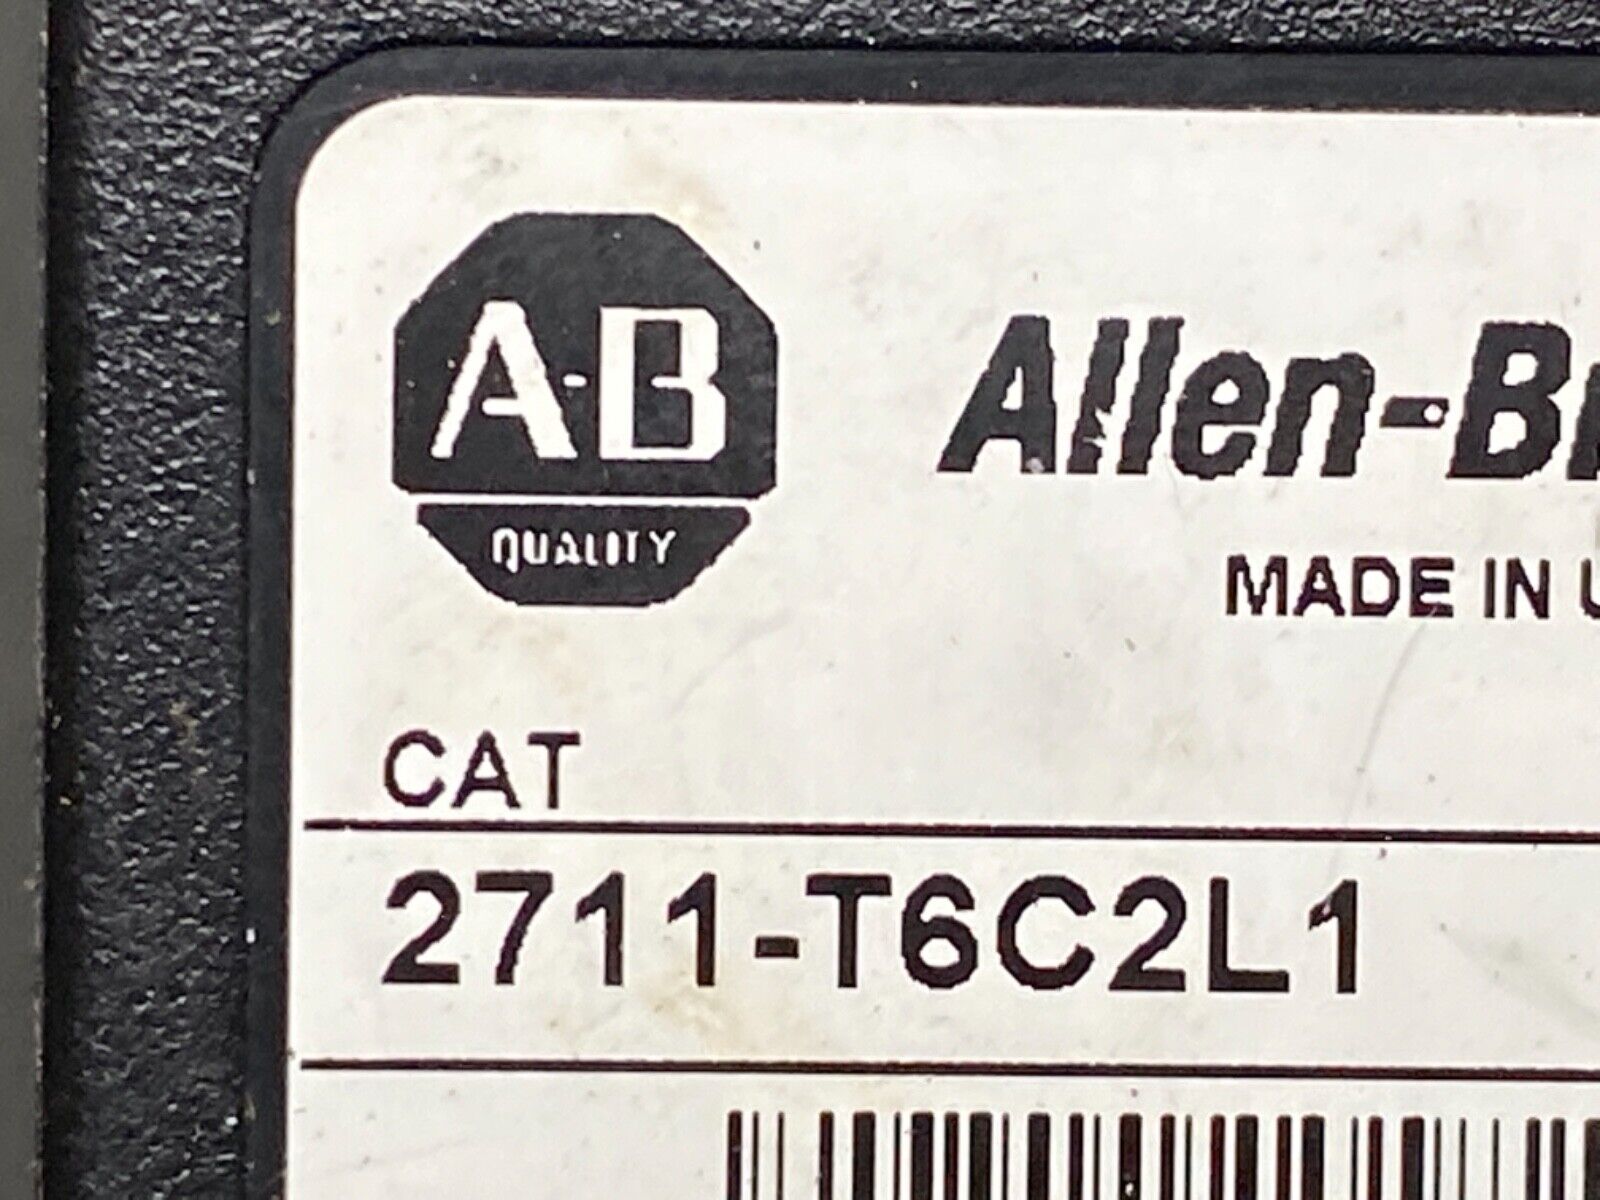 A-B
QUALITY
Allen-B
MADE IN U
CAT
2711-T6C2L1